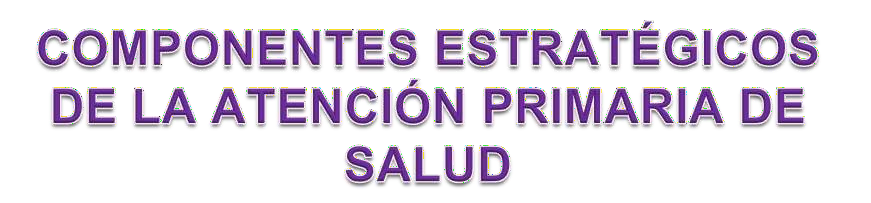 COMPONENTES ESTRATÉGICOS
DE LA ATENCIÓN PRIMARIA DE
SALUD